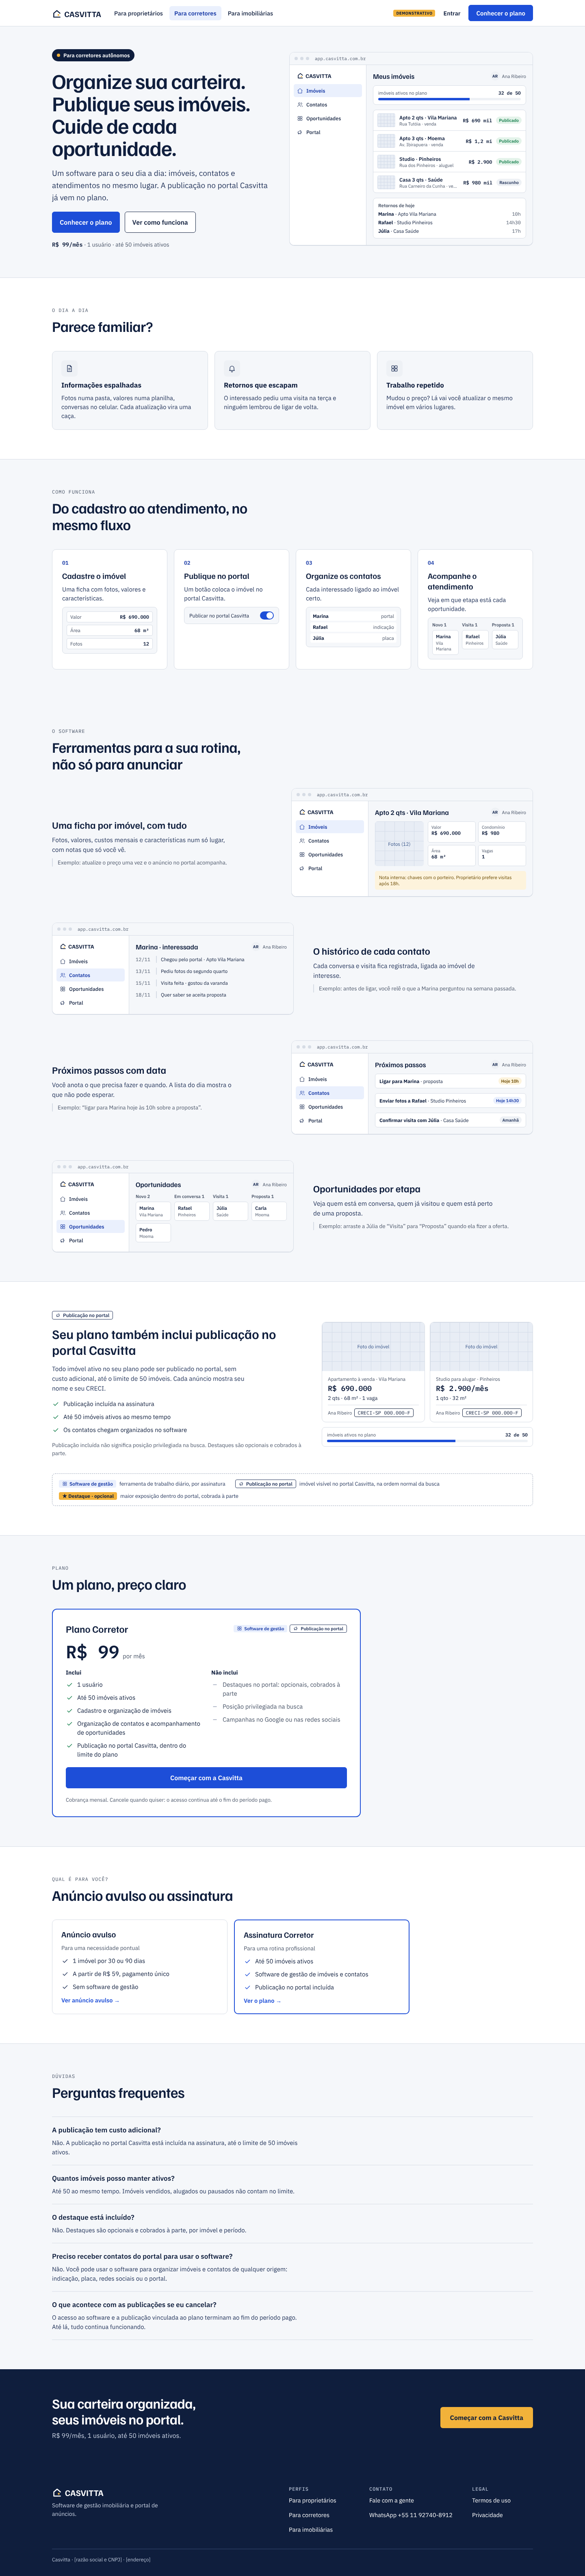 CASVITTA
Para proprietários
Para corretores
Para imobiliárias
DEMONSTRATIVO
Entrar
Conhecer o plano
Para corretores autônomos
Organize sua carteira.
Publique seus imóveis.
Cuide de cada
oportunidade.
Um software para o seu dia a dia: imóveis, contatos e
atendimentos no mesmo lugar. A publicação no portal Casvitta
já vem no plano.
Conhecer o plano
Ver como funciona
R$ 99/mês · 1 usuário · até 50 imóveis ativos
app.casvitta.com.br
CASVITTA
Imóveis
Contatos
Oportunidades
Portal
Meus imóveis
AR Ana Ribeiro
Imóveis ativos no plano 32 de 50
Apto 2 qts · Vila Mariana
Rua Tutóia · venda
R$ 690 mil Publicado
Apto 3 qts · Moema
Av. Ibirapuera · venda
R$ 1,2 mi Publicado
Studio · Pinheiros
Rua dos Pinheiros · aluguel
R$ 2.900 Publicado
Casa 3 qts · Saúde
Rua Carneiro da Cunha · ve...
R$ 980 mil Rascunho
Retornos de hoje
Marina · Apto Vila Mariana 10h
Rafael · Studio Pinheiros 14h30
Júlia · Casa Saúde 17h
O DIA A DIA
Parece familiar?
Informações espalhadas
Fotos numa pasta, valores numa planilha,
conversas no celular. Cada atualização vira uma
caça.
Retornos que escapam
O interessado pediu uma visita na terça e
ninguém lembrou de ligar de volta.
Trabalho repetido
Mudou o preço? Lá vai você atualizar o mesmo
imóvel em vários lugares.
COMO FUNCIONA
Do cadastro ao atendimento, no
mesmo fluxo
01
Cadastre o imóvel
Uma ficha com fotos, valores e
características.
Valor R$ 690.000
Área 68 m²
Fotos 12
02
Publique no portal
Um botão coloca o imóvel no
portal Casvitta.
Publicar no portal Casvitta
03
Organize os contatos
Cada interessado ligado ao imóvel
certo.
Marina portal
Rafael indicação
Júlia placa
04
Acompanhe o
atendimento
Veja em que etapa está cada
oportunidade.
Novo 1 Visita 1 Proposta 1
Marina
Vila
Mariana
Rafael
Pinheiros
Júlia
Saúde
O SOFTWARE
Ferramentas para a sua rotina,
não só para anunciar
Uma ficha por imóvel, com tudo
Fotos, valores, custos mensais e características num só lugar,
com notas que só você vê.
Exemplo: atualize o preço uma vez e o anúncio no portal acompanha.
app.casvitta.com.br
CASVITTA
Imóveis
Contatos
Oportunidades
Portal
Apto 2 qts · Vila Mariana
AR Ana Ribeiro
Fotos (12)
Valor
R$ 690.000
Condomínio
R$ 980
Área
68 m²
Vagas
1
Nota interna: chaves com o porteiro. Proprietário prefere visitas
após 18h.
app.casvitta.com.br
CASVITTA
Imóveis
Contatos
Oportunidades
Portal
Marina · interessada
AR Ana Ribeiro
12/11 Chegou pelo portal · Apto Vila Mariana
13/11 Pediu fotos do segundo quarto
15/11 Visita feita · gostou da varanda
18/11 Quer saber se aceita proposta
O histórico de cada contato
Cada conversa e visita fica registrada, ligada ao imóvel de
interesse.
Exemplo: antes de ligar, você relê o que a Marina perguntou na semana passada.
Próximos passos com data
Você anota o que precisa fazer e quando. A lista do dia mostra o
que não pode esperar.
Exemplo: "ligar para Marina hoje às 10h sobre a proposta".
app.casvitta.com.br
CASVITTA
Imóveis
Contatos
Oportunidades
Portal
Próximos passos
AR Ana Ribeiro
Ligar para Marina · proposta Hoje 10h
Enviar fotos a Rafael · Studio Pinheiros Hoje 14h30
Confirmar visita com Júlia · Casa Saúde Amanhã
app.casvitta.com.br
CASVITTA
Imóveis
Contatos
Oportunidades
Portal
Oportunidades
AR Ana Ribeiro
Novo 2 Em conversa 1 Visita 1 Proposta 1
Marina
Vila Mariana
Rafael
Pinheiros
Júlia
Saúde
Carla
Moema
Pedro
Moema
Oportunidades por etapa
Veja quem está em conversa, quem já visitou e quem está perto
de uma proposta.
Exemplo: arraste a Júlia de "Visita" para "Proposta" quando ela fizer a oferta.
Publicação no portal
Seu plano também inclui publicação no
portal Casvitta
Todo imóvel ativo no seu plano pode ser publicado no portal, sem
custo adicional, até o limite de 50 imóveis. Cada anúncio mostra seu
nome e seu CRECI.
Publicação incluída na assinatura
Até 50 imóveis ativos ao mesmo tempo
Os contatos chegam organizados no software
Publicação incluída não significa posição privilegiada na busca. Destaques são opcionais e cobrados à
parte.
Foto do imóvel
Apartamento à venda · Vila Mariana
R$ 690.000
2 qts · 68 m² · 1 vaga
Ana Ribeiro CRECI-SP 000.000-F
Foto do imóvel
Studio para alugar · Pinheiros
R$ 2.900/mês
1 qto · 32 m²
Ana Ribeiro CRECI-SP 000.000-F
Imóveis ativos no plano 32 de 50
Software de gestão ferramenta de trabalho diário, por assinatura
Publicação no portal imóvel visível no portal Casvitta, na ordem normal da busca
★ Destaque · opcional maior exposição dentro do portal, cobrada à parte
PLANO
Um plano, preço claro
Plano Corretor
Software de gestão
Publicação no portal
R$ 99 por mês
Inclui
1 usuário
Até 50 imóveis ativos
Cadastro e organização de imóveis
Organização de contatos e acompanhamento
de oportunidades
Publicação no portal Casvitta, dentro do
limite do plano
Não inclui
– Destaques no portal: opcionais, cobrados à
parte
– Posição privilegiada na busca
– Campanhas no Google ou nas redes sociais
Começar com a Casvitta
Cobrança mensal. Cancele quando quiser: o acesso continua até o fim do período pago.
QUAL É PARA VOCÊ?
Anúncio avulso ou assinatura
Anúncio avulso
Para uma necessidade pontual
1 imóvel por 30 ou 90 dias
A partir de R$ 59, pagamento único
Sem software de gestão
Ver anúncio avulso →
Assinatura Corretor
Para uma rotina profissional
Até 50 imóveis ativos
Software de gestão de imóveis e contatos
Publicação no portal incluída
Ver o plano →
DÚVIDAS
Perguntas frequentes
A publicação tem custo adicional?
Não. A publicação no portal Casvitta está incluída na assinatura, até o limite de 50 imóveis
ativos.
Quantos imóveis posso manter ativos?
Até 50 ao mesmo tempo. Imóveis vendidos, alugados ou pausados não contam no limite.
O destaque está incluído?
Não. Destaques são opcionais e cobrados à parte, por imóvel e período.
Preciso receber contatos do portal para usar o software?
Não. Você pode usar o software para organizar imóveis e contatos de qualquer origem:
indicação, placa, redes sociais ou o portal.
O que acontece com as publicações se eu cancelar?
O acesso ao software e a publicação vinculada ao plano terminam ao fim do período pago.
Até lá, tudo continua funcionando.
Sua carteira organizada,
seus imóveis no portal.
R$ 99/mês, 1 usuário, até 50 imóveis ativos.
Começar com a Casvitta
CASVITTA
Software de gestão imobiliária e portal de
anúncios.
PERFIS
Para proprietários
Para corretores
Para imobiliárias
CONTATO
Fale com a gente
WhatsApp +55 11 92740-8912
LEGAL
Termos de uso
Privacidade
Casvitta · [razão social e CNPJ] · [endereço]